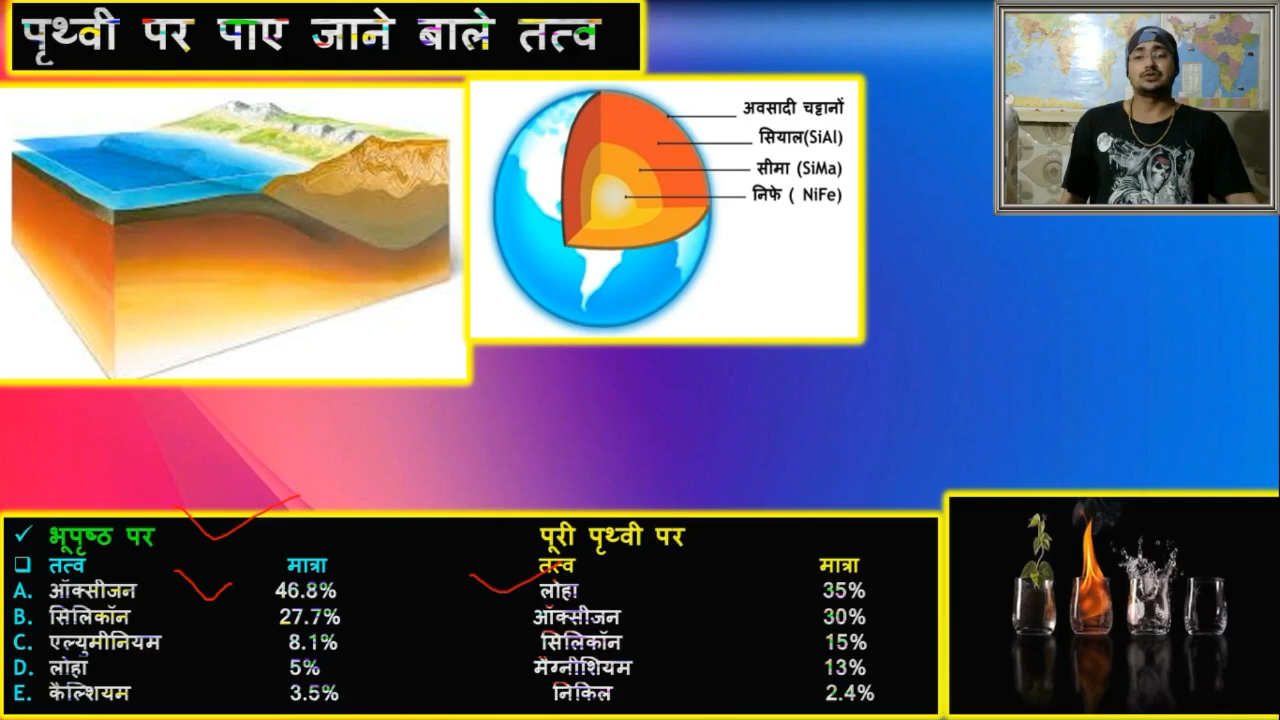 पृथ्वी पर पाए जाने बाले तत्व
अवसादी चट्टानों
सियाल(SiAl)
सीमा (SiMa)
निफे ( NiFe)
✓ भूपृष्ठ पर पूरी पृथ्वी पर
❑ तत्व मात्रा तत्व मात्रा
A. ऑक्सीजन 46.8% लोहा 35%
B. सिलिकॉन 27.7% ऑक्सीजन 30%
C. एल्युमीनियम 8.1% सिलिकॉन 15%
D. लोहा 5% मैग्नीशियम 13%
E. कैल्शियम 3.5% निकिल 2.4%